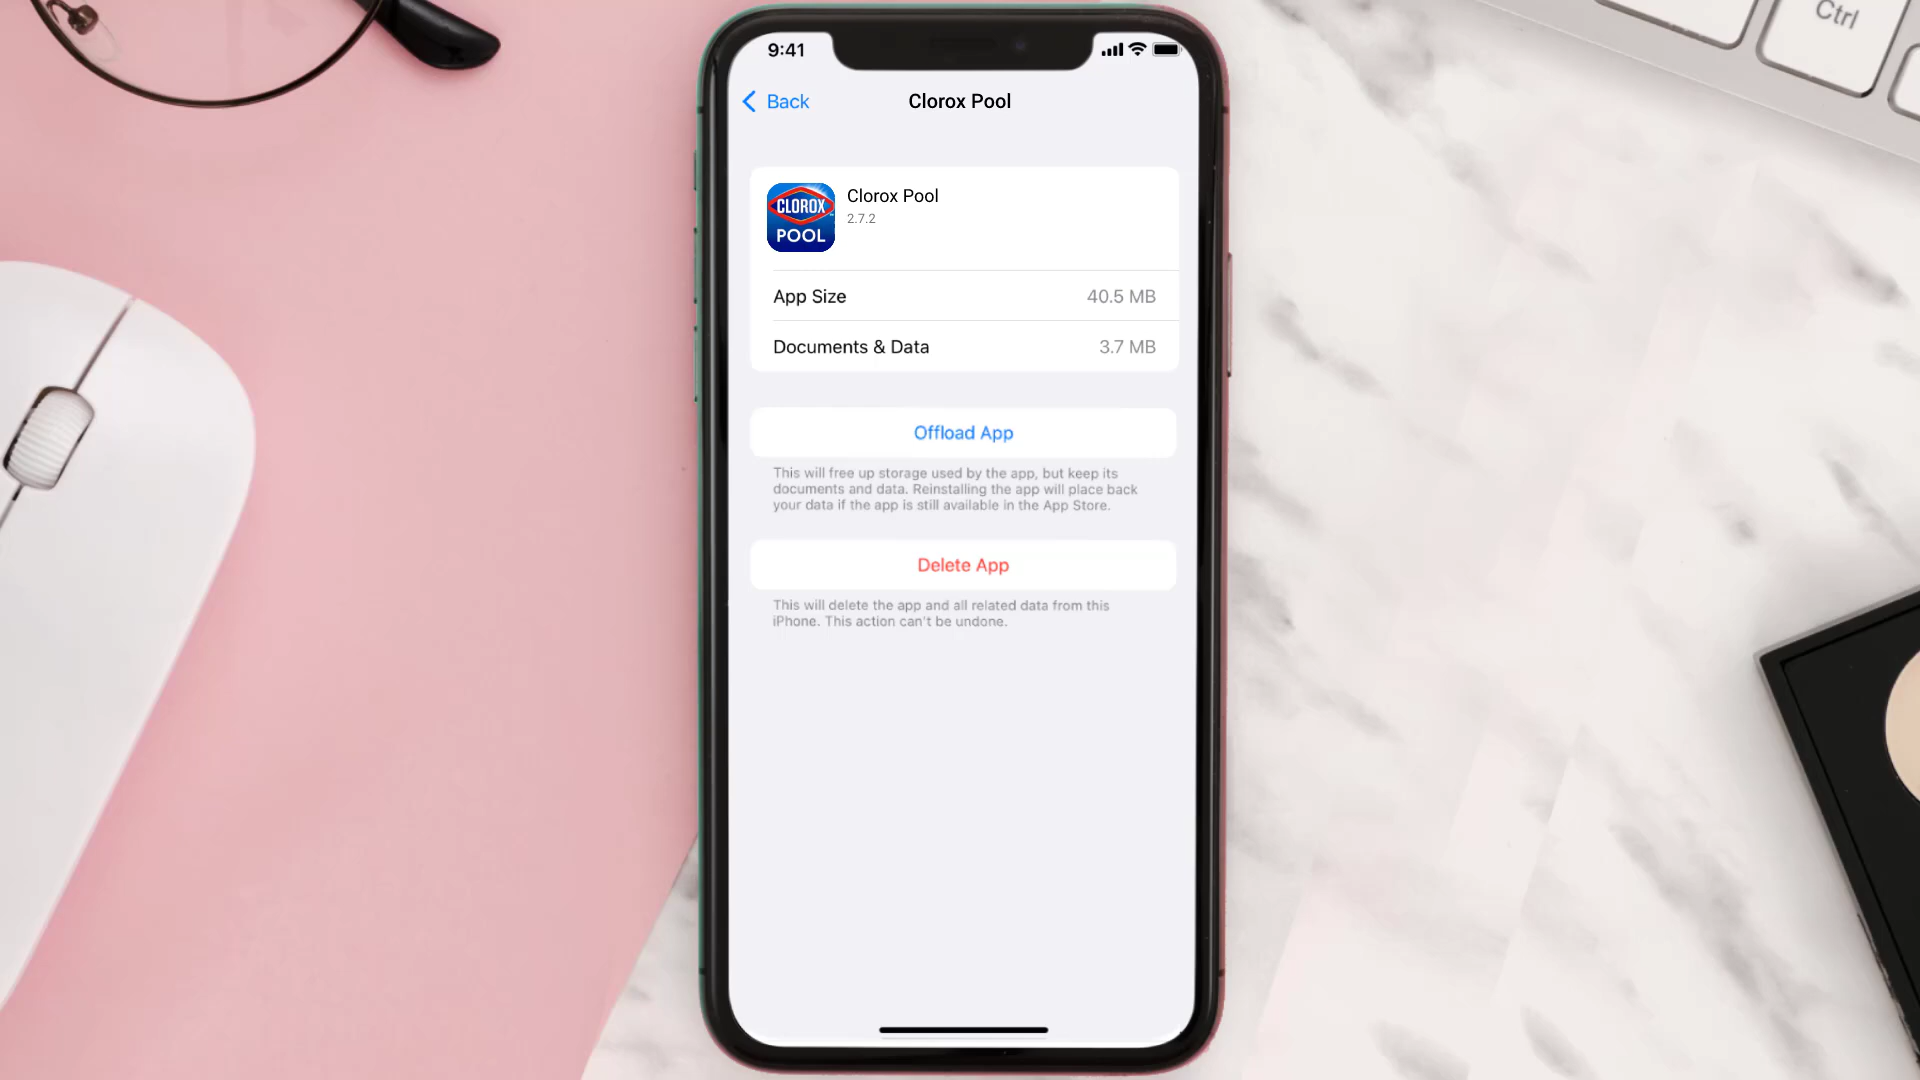 Ctrl
9:41
Back
Clorox Pool
CLOROX
POOL
Clorox Pool
2.7.2
App Size
40.5 MB
Documents & Data
3.7 MB
Offload App
This will free up storage used by the app, but keep its
documents and data. Reinstalling the app will place back
your data if the app is still available in the App Store.
Delete App
This will delete the app and all related data from this
iPhone. This action can't be undone.